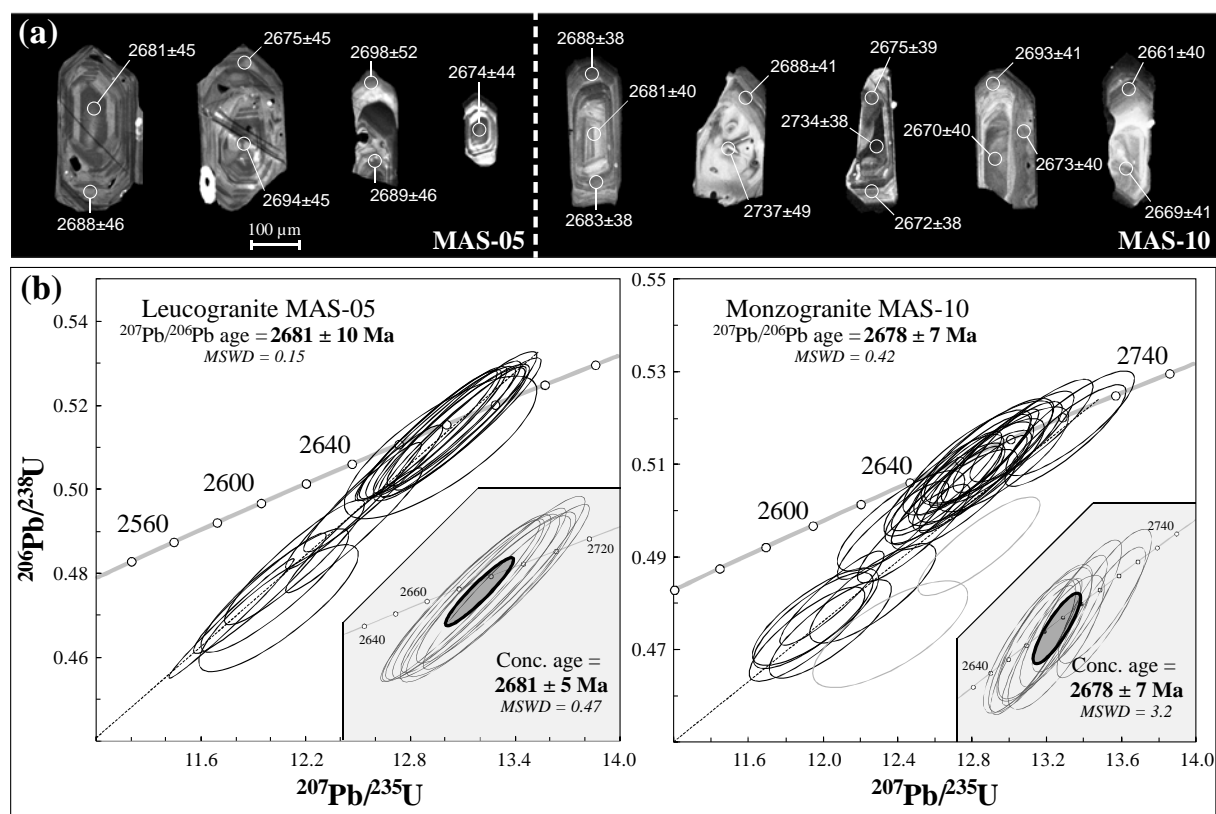 (a)
2681±45
2675±45
2698±52
2674±44
2688±46
2694±45
2689±46
100 µm
MAS-05
2688±38
2681±40
2683±38
2688±41
2737±49
2675±39
2734±38
2672±38
2693±41
2670±40
2673±40
2661±40
2669±41
MAS-10
(b)
Leucogranite MAS-05
207Pb/206Pb age = 2681 ± 10 Ma
MSWD = 0.15
0.54
0.52
0.50
0.48
0.46
206Pb/238U
2560
2600
2640
2640
2660
2720
Conc. age =
2681 ± 5 Ma
MSWD = 0.47
11.6
12.2
12.8
13.4
14.0
207Pb/235U
Monzogranite MAS-10
207Pb/206Pb age = 2678 ± 7 Ma
MSWD = 0.42
0.55
0.53
0.51
0.49
0.47
2600
2640
2740
2640
2740
Conc. age =
2678 ± 7 Ma
MSWD = 3.2
11.6
12.0
12.4
12.8
13.2
13.6
14.0
207Pb/235U